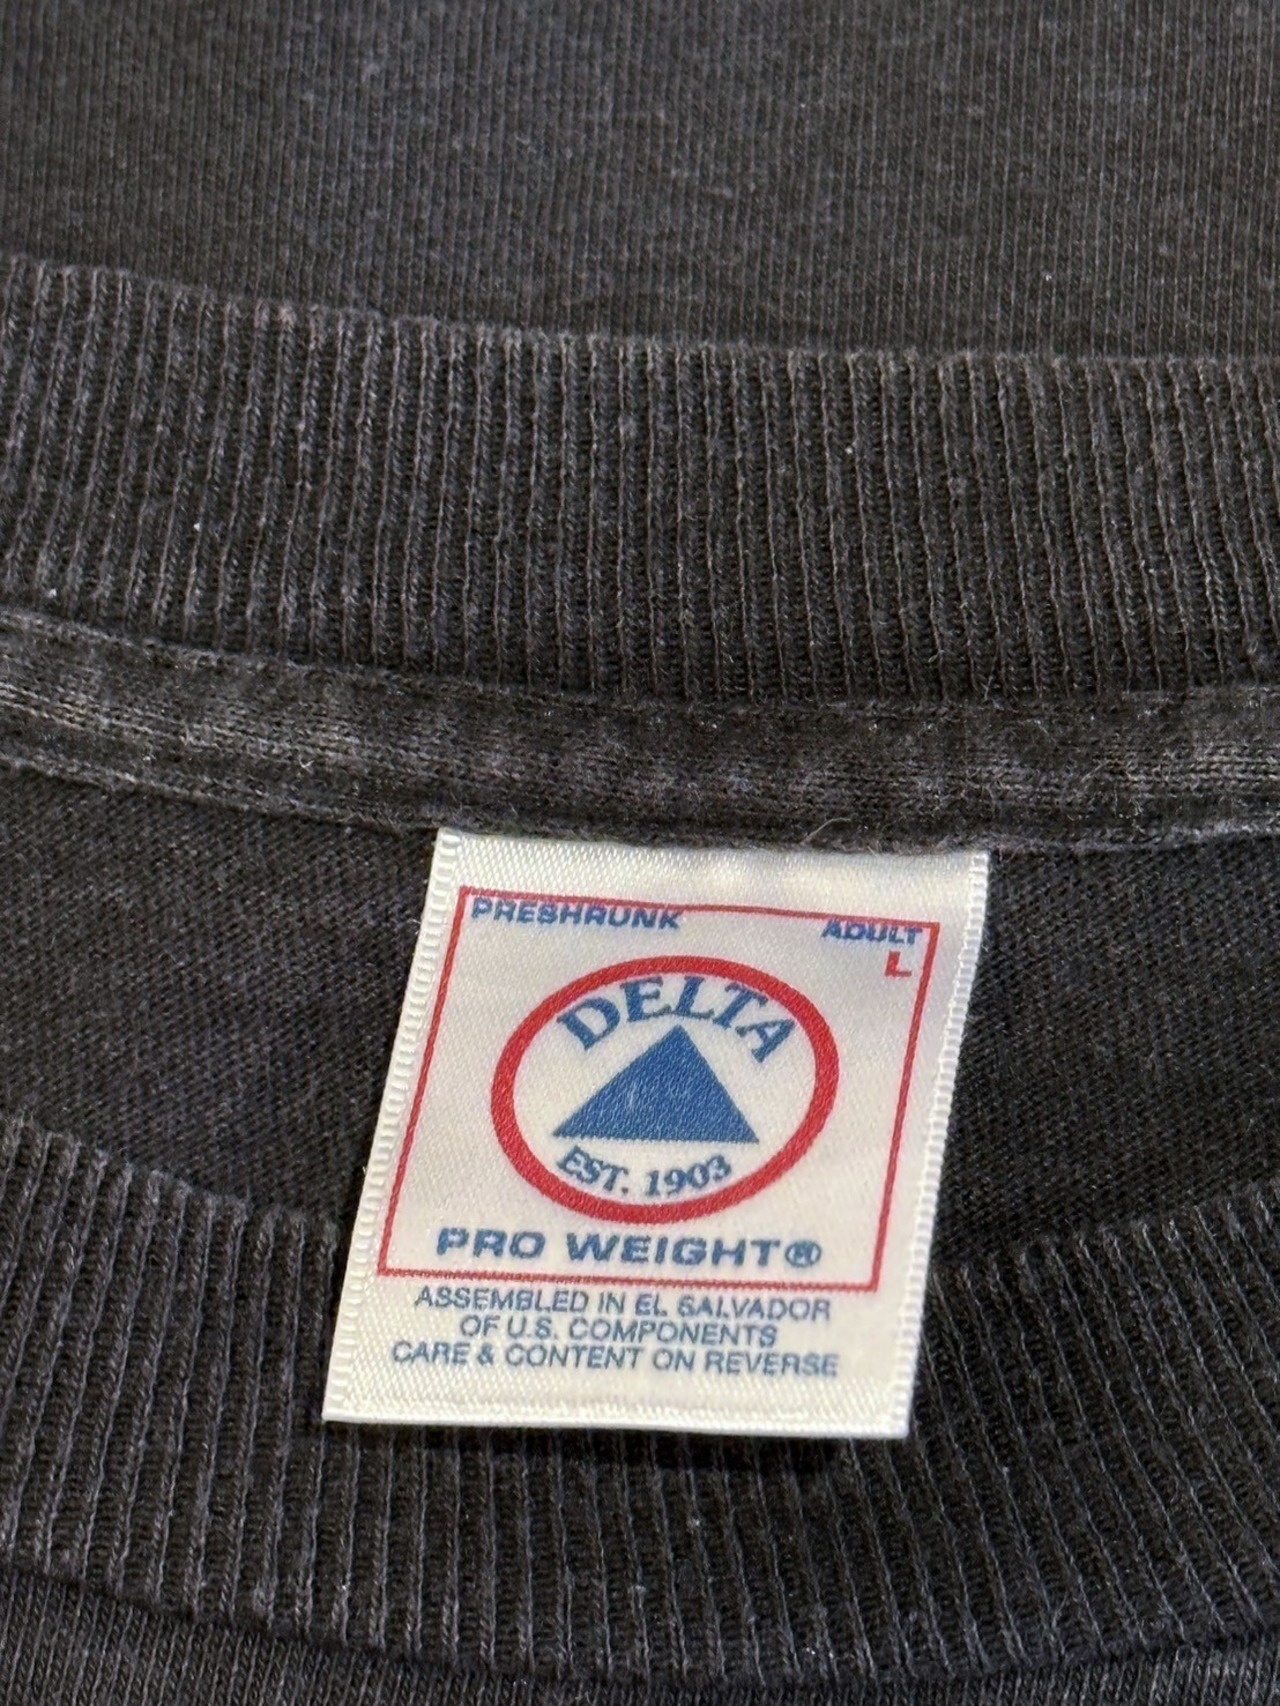 PRESHRUNK
ADULT
L
DELTA
EST. 1903
PRO WEIGHT®
ASSEMBLED IN EL SALVADOR
OF U.S. COMPONENTS
CARE & CONTENT ON REVERSE